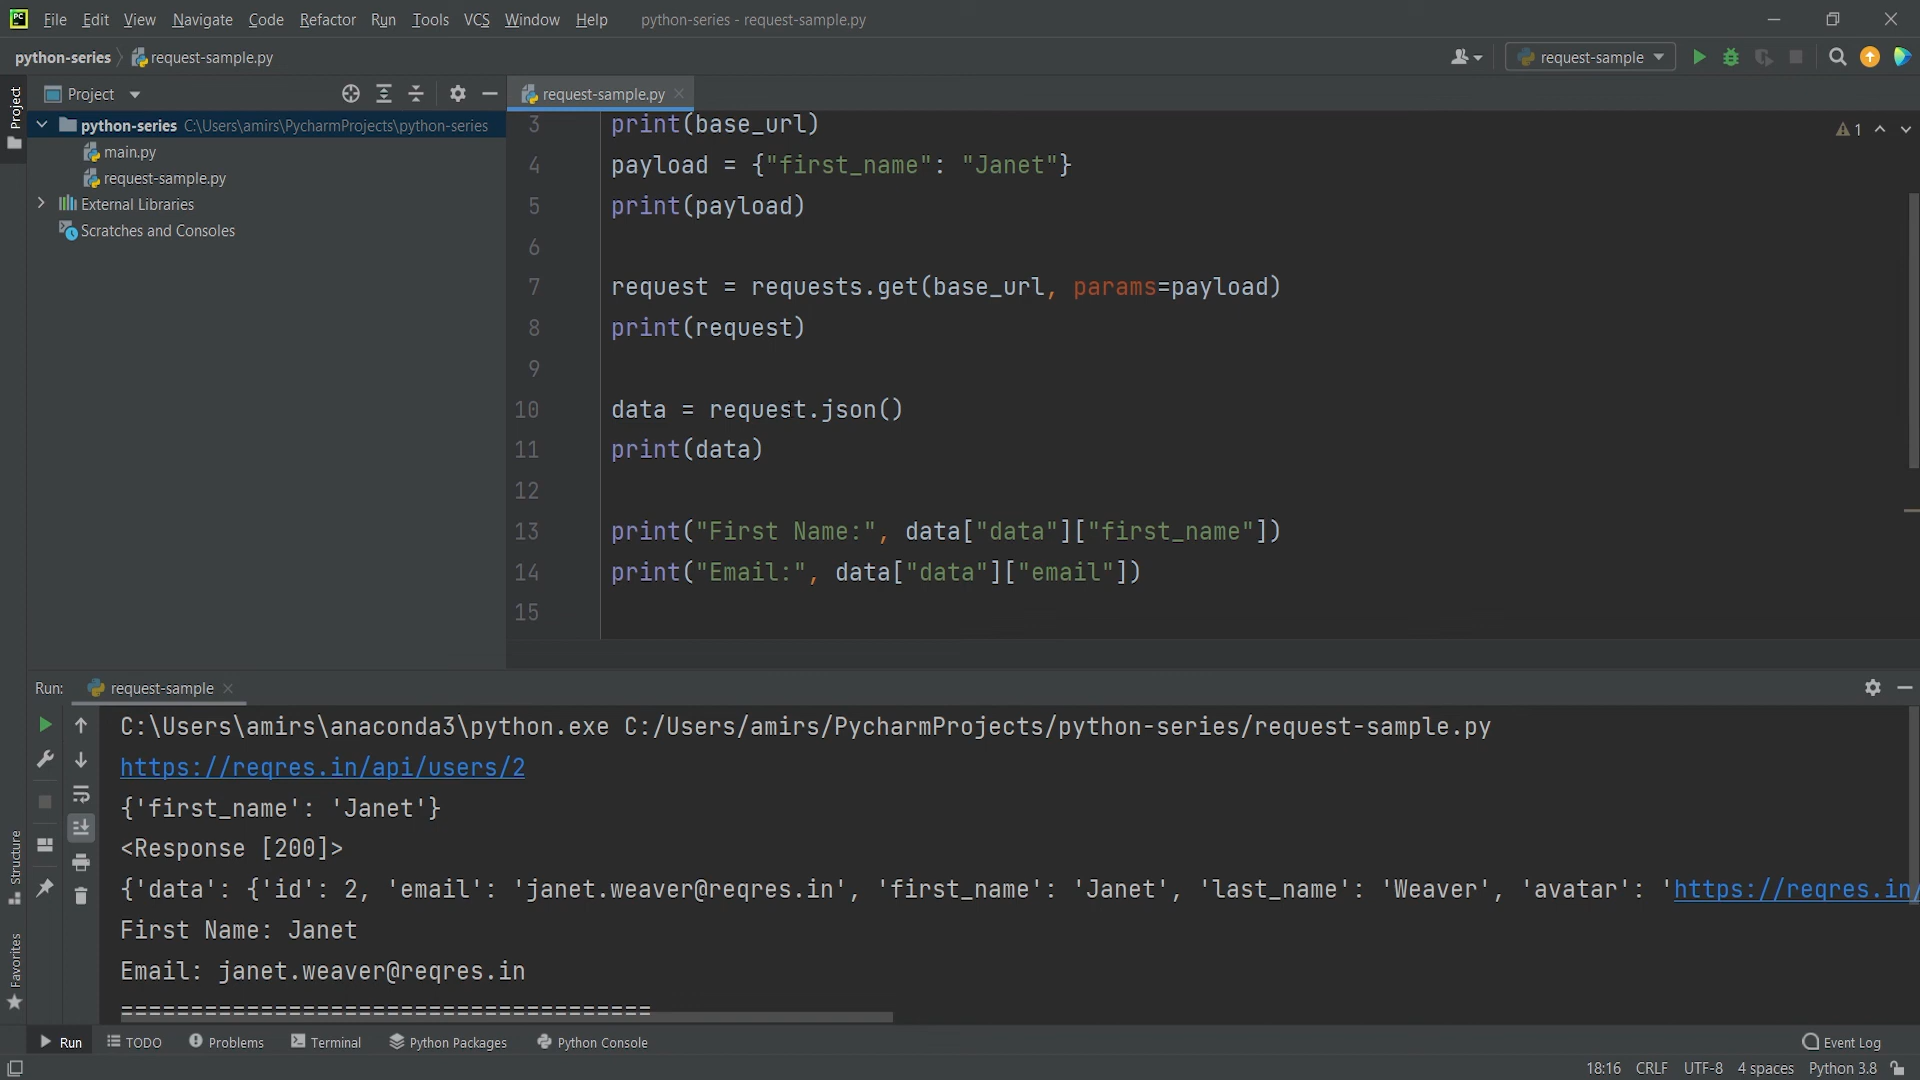 PC File Edit View Navigate Code Refactor Run Tools VCS Window Help python-series - request-sample.py
python-series request-sample.py request-sample
Project Project request-sample.py
python-series C:\Users\amirs\PycharmProjects\python-series
main.py
request-sample.py
External Libraries
Scratches and Consoles
1
3 print(base_url)
4 payload = {"first_name": "Janet"}
5 print(payload)
6
7 request = requests.get(base_url, params=payload)
8 print(request)
9
10 data = request.json()
11 print(data)
12
13 print("First Name:", data["data"]["first_name"])
14 print("Email:", data["data"]["email"])
15
Run: request-sample
C:\Users\amirs\anaconda3\python.exe C:/Users/amirs/PycharmProjects/python-series/request-sample.py
https://reqres.in/api/users/2
{'first_name': 'Janet'}
<Response [200]>
{'data': {'id': 2, 'email': 'janet.weaver@reqres.in', 'first_name': 'Janet', 'last_name': 'Weaver', 'avatar': 'https://reqres.in/
First Name: Janet
Email: janet.weaver@reqres.in
======================================
Structure
Favorites
Run TODO Problems Terminal Python Packages Python Console Event Log
18:16 CRLF UTF-8 4 spaces Python 3.8